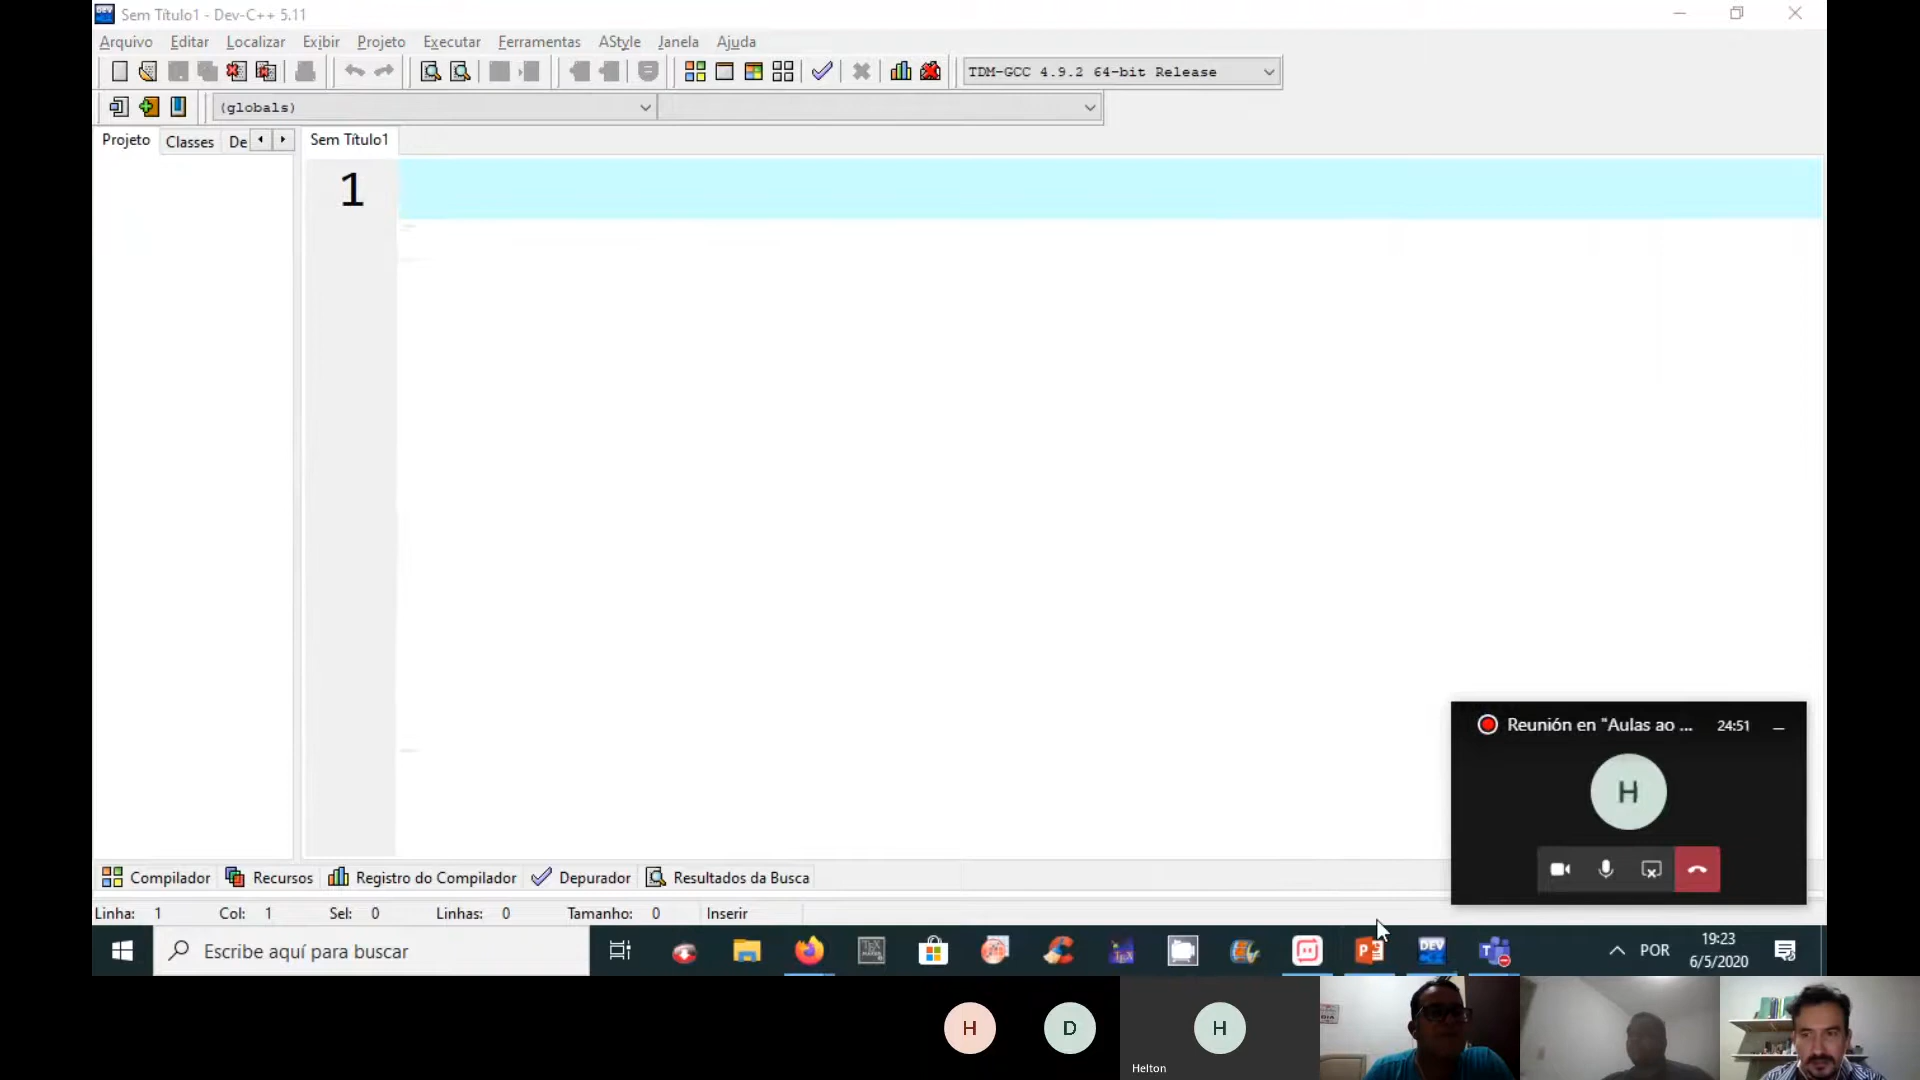 Sem Título1 - Dev-C++ 5.11
Arquivo Editar Localizar Exibir Projeto Executar Ferramentas AStyle Janela Ajuda
TDM-GCC 4.9.2 64-bit Release
(globals)
Projeto Classes De
Sem Título1
1
Reunión en "Aulas ao ... 24:51
H
Compilador Recursos Registro do Compilador Depurador Resultados da Busca
Linha: 1 Col: 1 Sel: 0 Linhas: 0 Tamanho: 0 Inserir
Escribe aquí para buscar
DEV
POR
19:23
6/5/2020
H D H
Helton